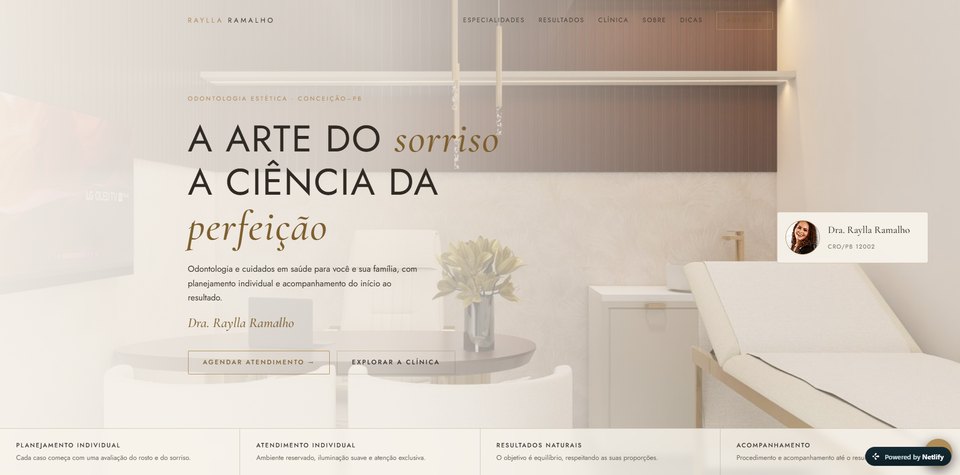 RAYLLA RAMALHO
ESPECIALIDADES RESULTADOS CLÍNICA SOBRE DICAS
ODONTOLOGIA ESTÉTICA · CONCEIÇÃO–PB
A ARTE DO sorriso
A CIÊNCIA DA
perfeição
Odontologia e cuidados em saúde para você e sua família, com
planejamento individual e acompanhamento do início ao
resultado.
Dra. Raylla Ramalho
AGENDAR ATENDIMENTO →
EXPLORAR A CLÍNICA
Dra. Raylla Ramalho
CRO/PB 12002
PLANEJAMENTO INDIVIDUAL
Cada caso começa com uma avaliação do rosto e do sorriso.
ATENDIMENTO INDIVIDUAL
Ambiente reservado, iluminação suave e atenção exclusiva.
RESULTADOS NATURAIS
O objetivo é equilíbrio, respeitando as suas proporções.
ACOMPANHAMENTO
Procedimento e acompanhamento até o
Powered by Netlify